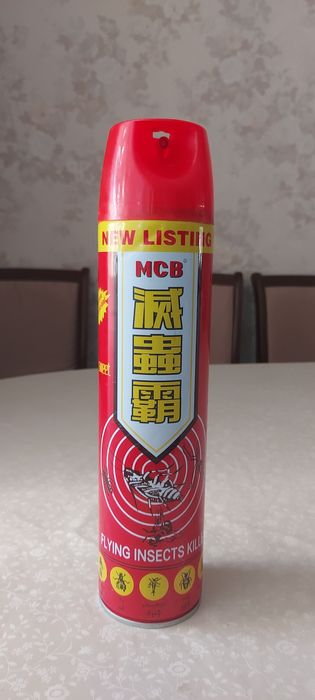 NEW LISTING
MCB®
滅
蟲
霸
FLYING INSECTS KILL